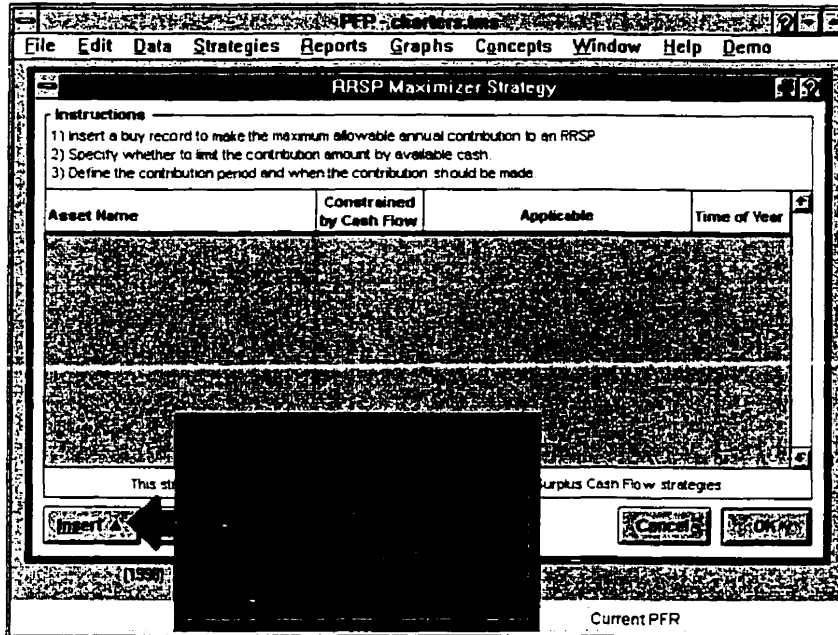 PFP - charters.tms
File Edit Data Strategies Reports Graphs Concepts Window Help Demo
RRSP Maximizer Strategy
Instructions
1) Insert a buy record to make the maximum allowable annual contribution to an RRSP
2) Specify whether to limit the contribution amount by available cash.
3) Define the contribution period and when the contribution should be made.
Asset Name Constrained by Cash Flow Applicable Time of Year
This Surplus Cash Flow strategies
Insert Cancel OK
Current PFR